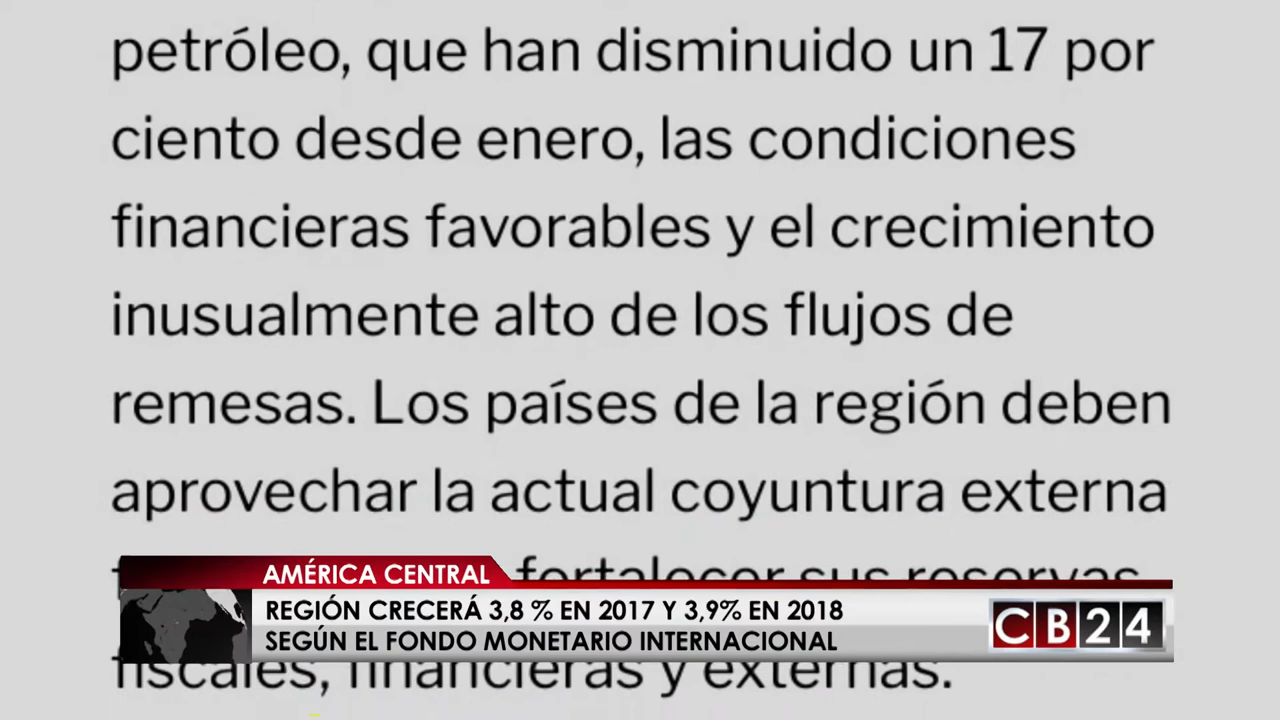 petróleo, que han disminuido un 17 por
ciento desde enero, las condiciones
financieras favorables y el crecimiento
inusualmente alto de los flujos de
remesas. Los países de la región deben
aprovechar la actual coyuntura externa
fortalecer sus reservas
AMÉRICA CENTRAL
REGIÓN CRECERÁ 3,8 % EN 2017 Y 3,9% EN 2018
SEGÚN EL FONDO MONETARIO INTERNACIONAL
CB24
fiscales, financieras y externas.